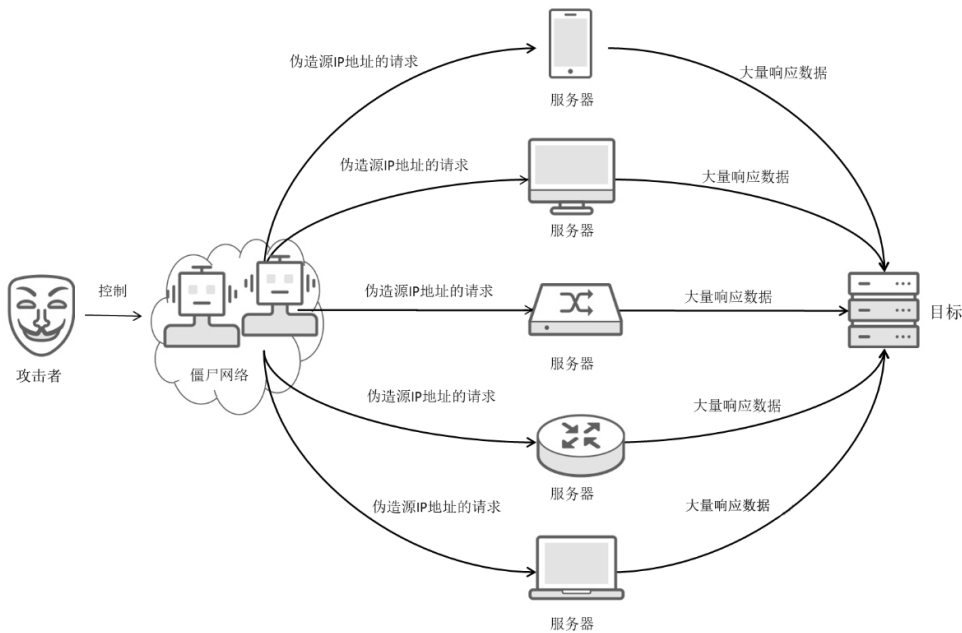 伪造源IP地址的请求
大量响应数据
服务器
伪造源IP地址的请求
大量响应数据
服务器
控制
伪造源IP地址的请求
大量响应数据
目标
攻击者
僵尸网络
服务器
伪造源IP地址的请求
大量响应数据
服务器
伪造源IP地址的请求
大量响应数据
服务器